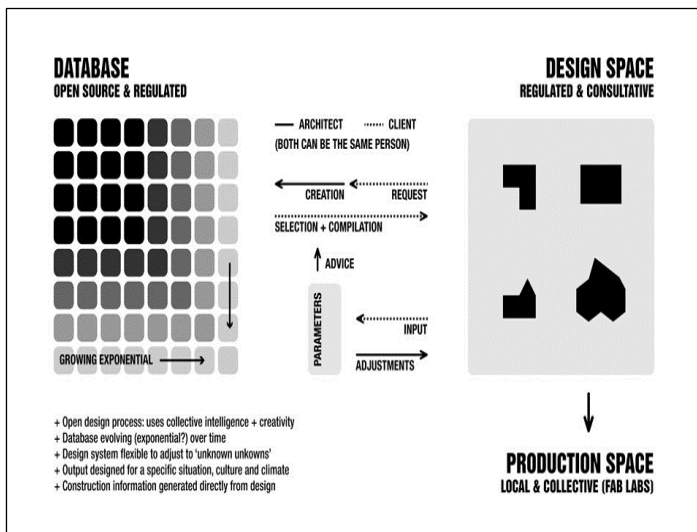 DATABASE
OPEN SOURCE & REGULATED
DESIGN SPACE
REGULATED & CONSULTATIVE
ARCHITECT
CLIENT
(BOTH CAN BE THE SAME PERSON)
CREATION
REQUEST
SELECTION + COMPILATION
ADVICE
PARAMETERS
INPUT
ADJUSTMENTS
GROWING EXPONENTIAL
+ Open design process: uses collective intelligence + creativity
+ Database evolving (exponential?) over time
+ Design system flexible to adjust to 'unknown unkowns'
+ Output designed for a specific situation, culture and climate
+ Construction information generated directly from design
PRODUCTION SPACE
LOCAL & COLLECTIVE (FAB LABS)